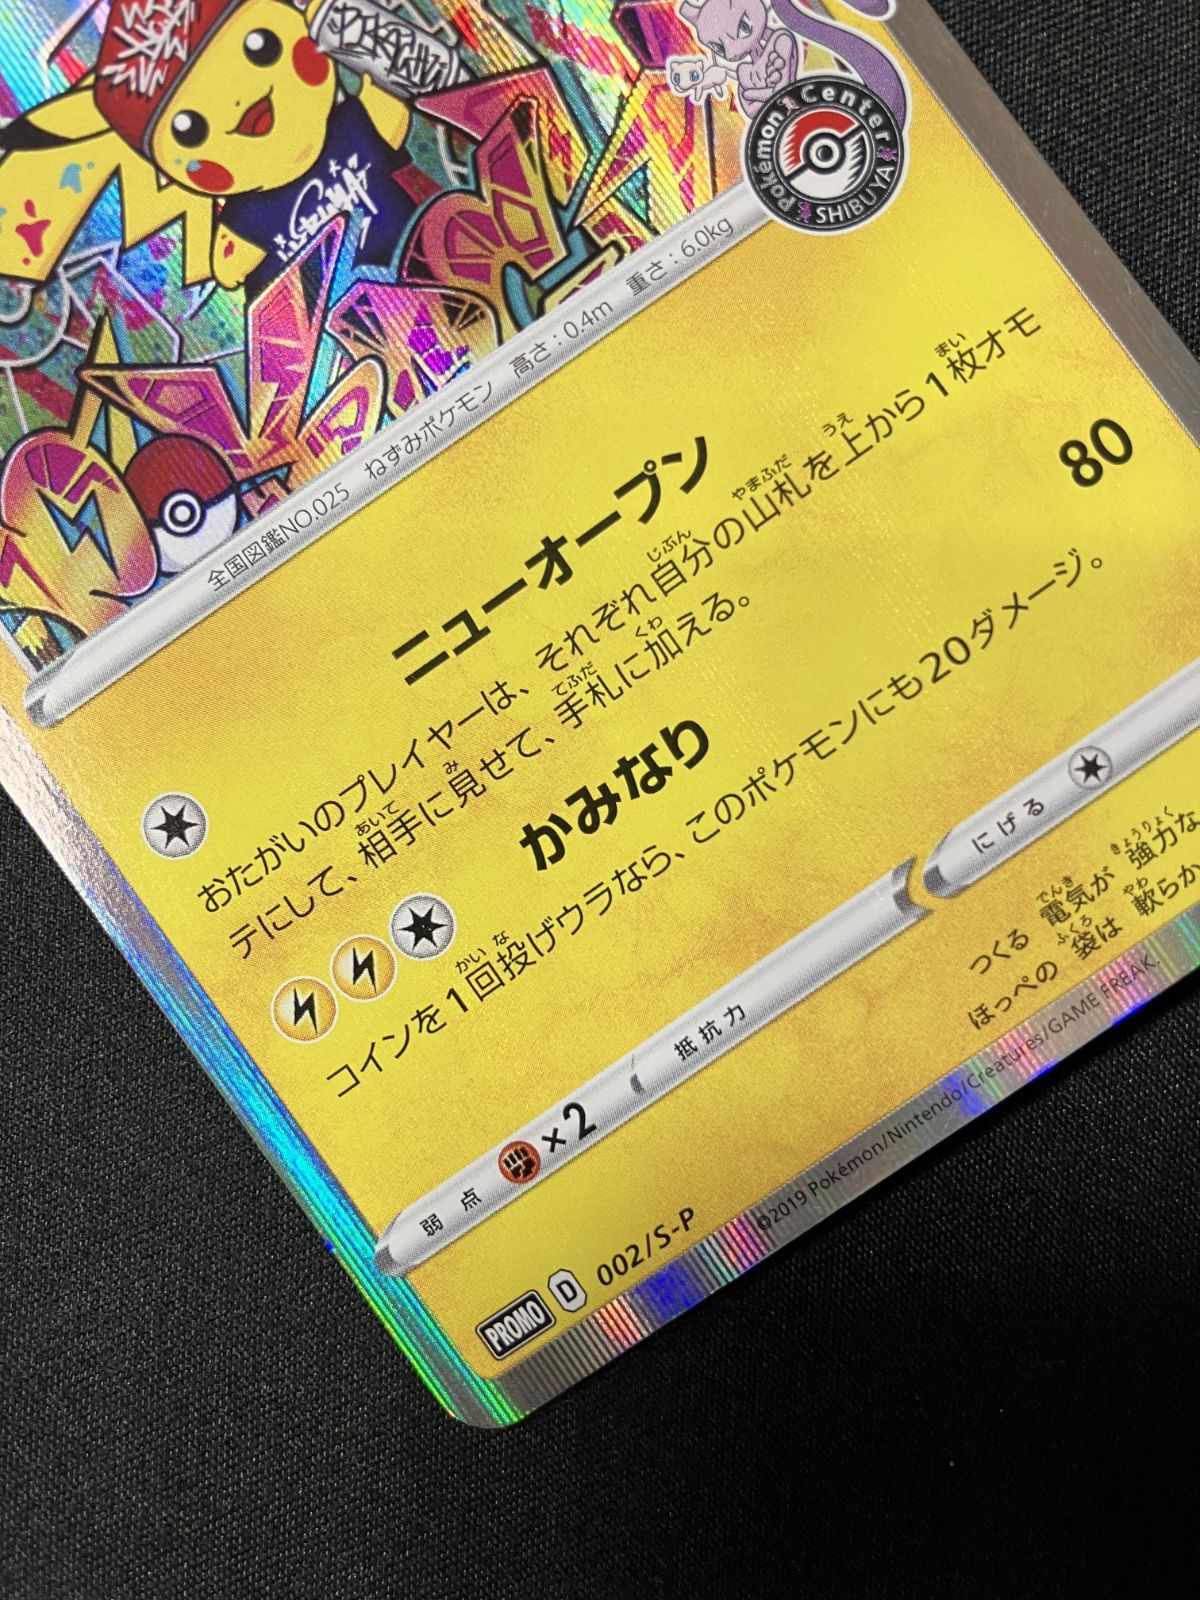 Pokémon Center
SHIBUYA
全国図鑑NO.025 ねずみポケモン 高さ:0.4m 重さ:6.0kg
ニューオープン
おたがいのプレイヤーは、それぞれ自分の山札を上から1枚オモ
テにして、相手に見せて、手札に加える。
かみなり 80
コインを1回投げウラなら、このポケモンにも20ダメージ。
弱点 ×2 抵抗力 にげる
つくる 電気が 強力な
ほっぺの 袋は 軟らか
PROMO D 002/S-P
©2019 Pokémon/Nintendo/Creatures/GAME FREAK.